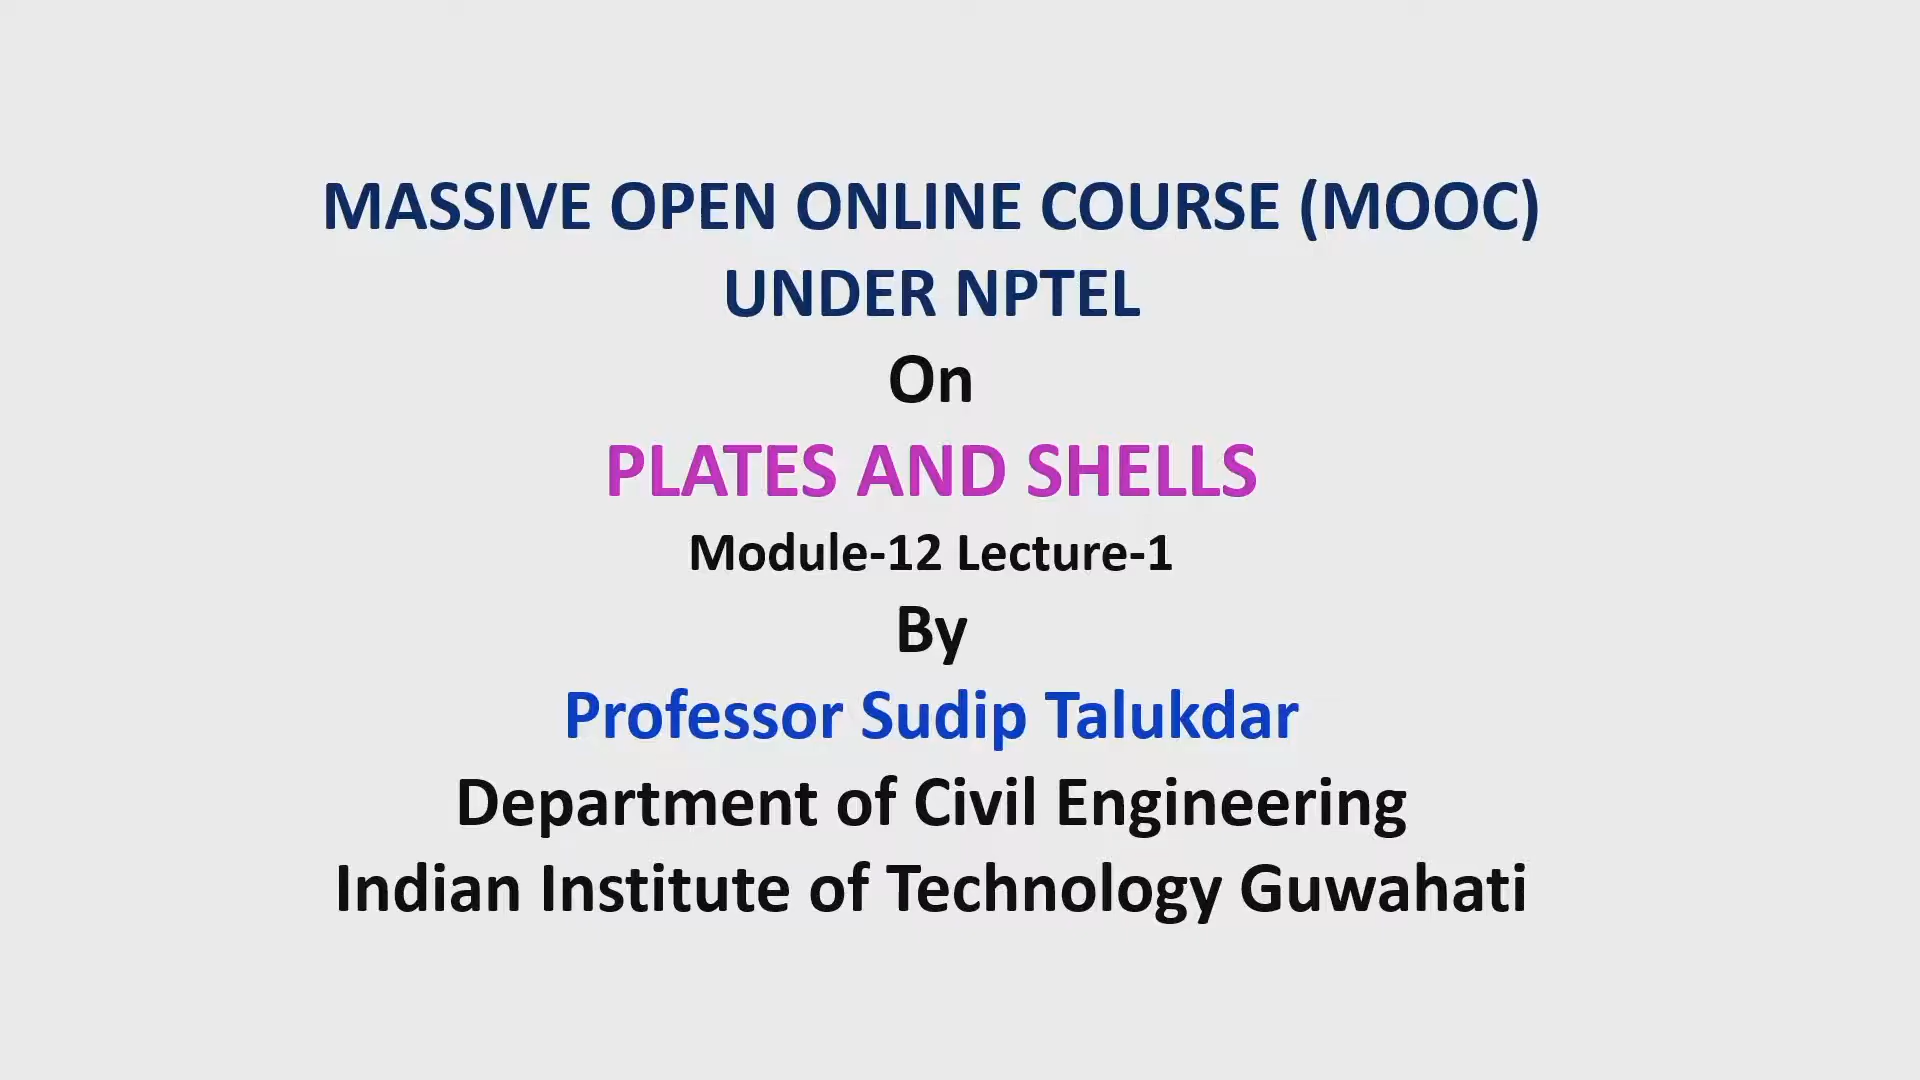 MASSIVE OPEN ONLINE COURSE (MOOC)
UNDER NPTEL
On
PLATES AND SHELLS
Module-12 Lecture-1
By
Professor Sudip Talukdar
Department of Civil Engineering
Indian Institute of Technology Guwahati